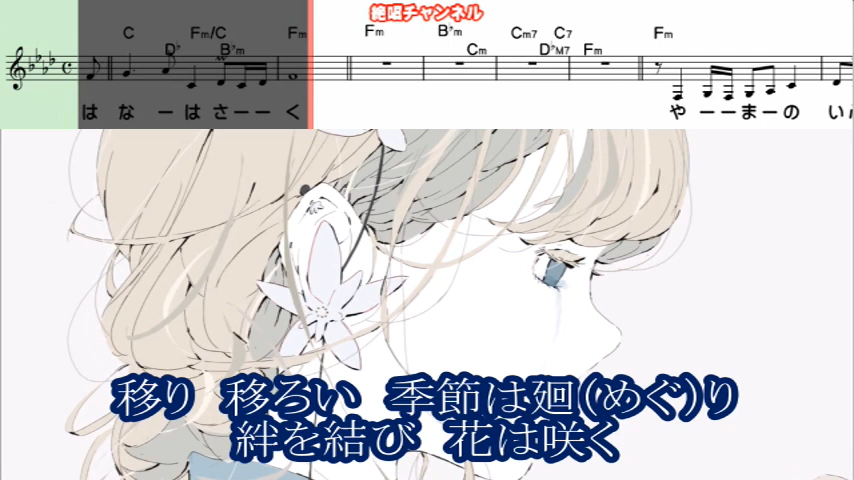 絶唱チャンネル
C Fm/C Fm Fm B♭m Cm7 C7 Fm
D♭ B♭m Cm D♭M7 Fm
は な ー は さ ー ー く や ー ー ま ー の い
移り 移ろい 季節は廻(めぐ)り
絆を結び 花は咲く